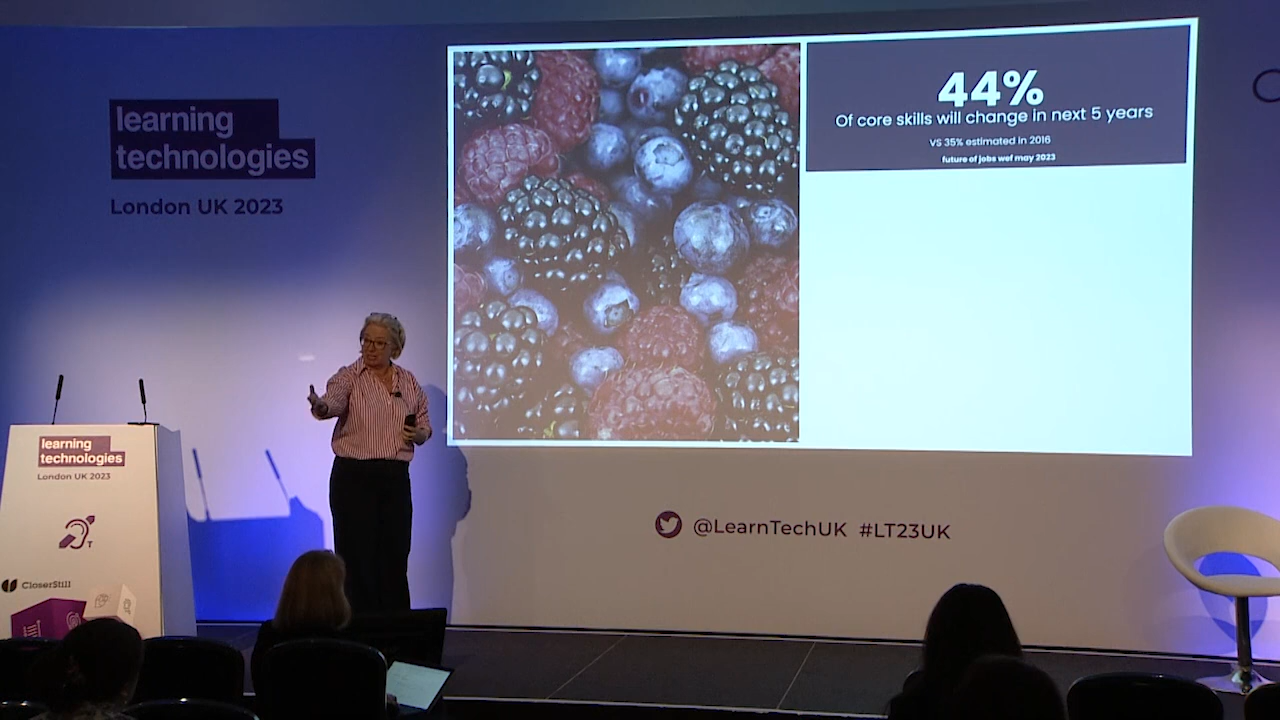 learning
technologies
London UK 2023
44%
Of core skills will change in next 5 years
VS 35% estimated in 2016
future of jobs wef may 2023
learning
technologies
London UK 2023
T
CloserStill
@LearnTechUK #LT23UK